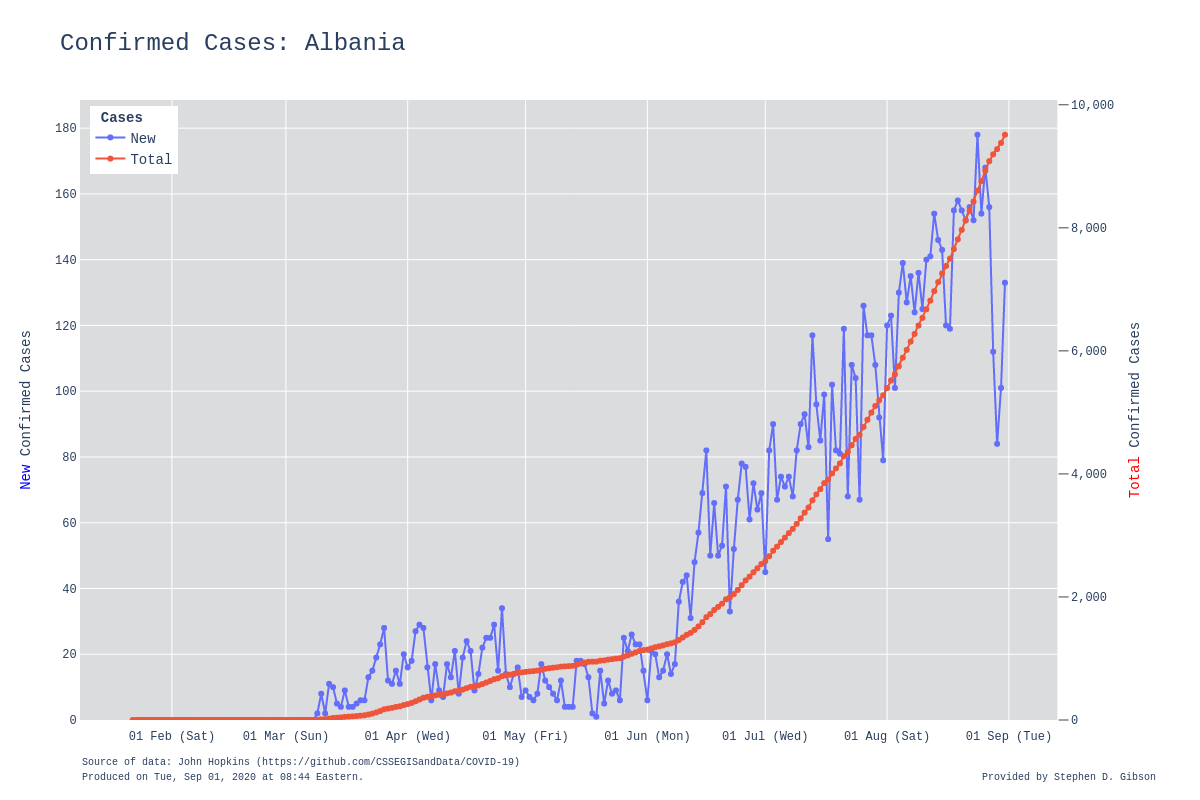 Confirmed Cases: Albania
Cases
New
Total
180
160
140
120
100
80
60
40
20
0
10,000
8,000
6,000
4,000
2,000
0
New Confirmed Cases
Total Confirmed Cases
01 Feb (Sat)
01 Mar (Sun)
01 Apr (Wed)
01 May (Fri)
01 Jun (Mon)
01 Jul (Wed)
01 Aug (Sat)
01 Sep (Tue)
Source of data: John Hopkins (https://github.com/CSSEGISandData/COVID-19)
Produced on Tue, Sep 01, 2020 at 08:44 Eastern.
Provided by Stephen D. Gibson